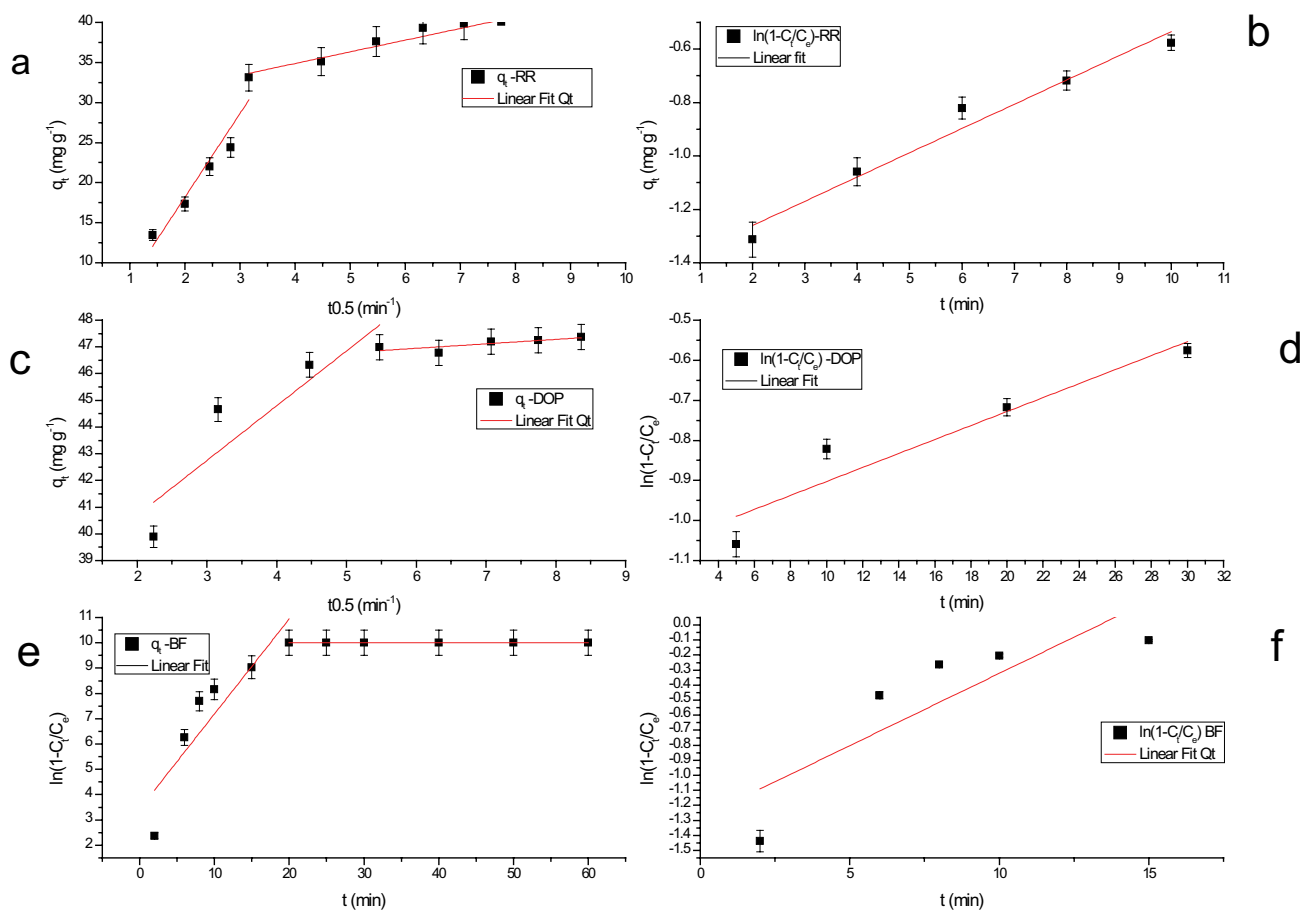 a
40
35
30
25
20
15
10
1 2 3 4 5 6 7 8 9 10
q_t (mg g^-1)
t0.5 (min^-1)
q_t -RR
Linear Fit Qt
b
-0.6
-0.8
-1.0
-1.2
-1.4
1 2 3 4 5 6 7 8 9 10 11
q_t (mg g^-1)
t (min)
ln(1-C_t/C_e)-RR
Linear fit
c
48
47
46
45
44
43
42
41
40
39
2 3 4 5 6 7 8 9
q_t (mg g^-1)
t0.5 (min^-1)
q_t -DOP
Linear Fit Qt
d
-0.5
-0.6
-0.7
-0.8
-0.9
-1.0
-1.1
4 6 8 10 12 14 16 18 20 22 24 26 28 30 32
ln(1-C_t/C_e)
t (min)
ln(1-C_t/C_e) -DOP
Linear Fit
e
11
10
9
8
7
6
5
4
3
2
0 10 20 30 40 50 60
ln(1-C_t/C_e)
t (min)
q_t -BF
Linear Fit
f
0.0
-0.1
-0.2
-0.3
-0.4
-0.5
-0.6
-0.7
-0.8
-0.9
-1.0
-1.1
-1.2
-1.3
-1.4
-1.5
0 5 10 15
ln(1-C_t/C_e)
t (min)
ln(1-C_t/C_e) BF
Linear Fit Qt